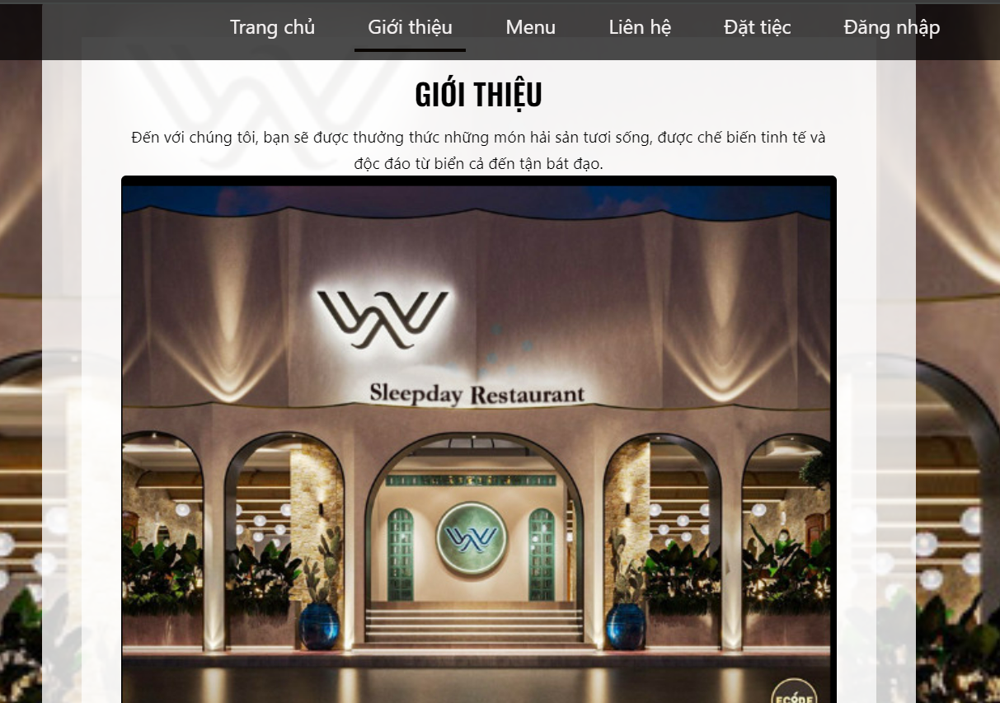 Trang chủ Giới thiệu Menu Liên hệ Đặt tiệc Đăng nhập
GIỚI THIỆU
Đến với chúng tôi, bạn sẽ được thưởng thức những món hải sản tươi sống, được chế biến tinh tế và
độc đáo từ biển cả đến tận bát đạo.
Sleepday Restaurant
ECODE